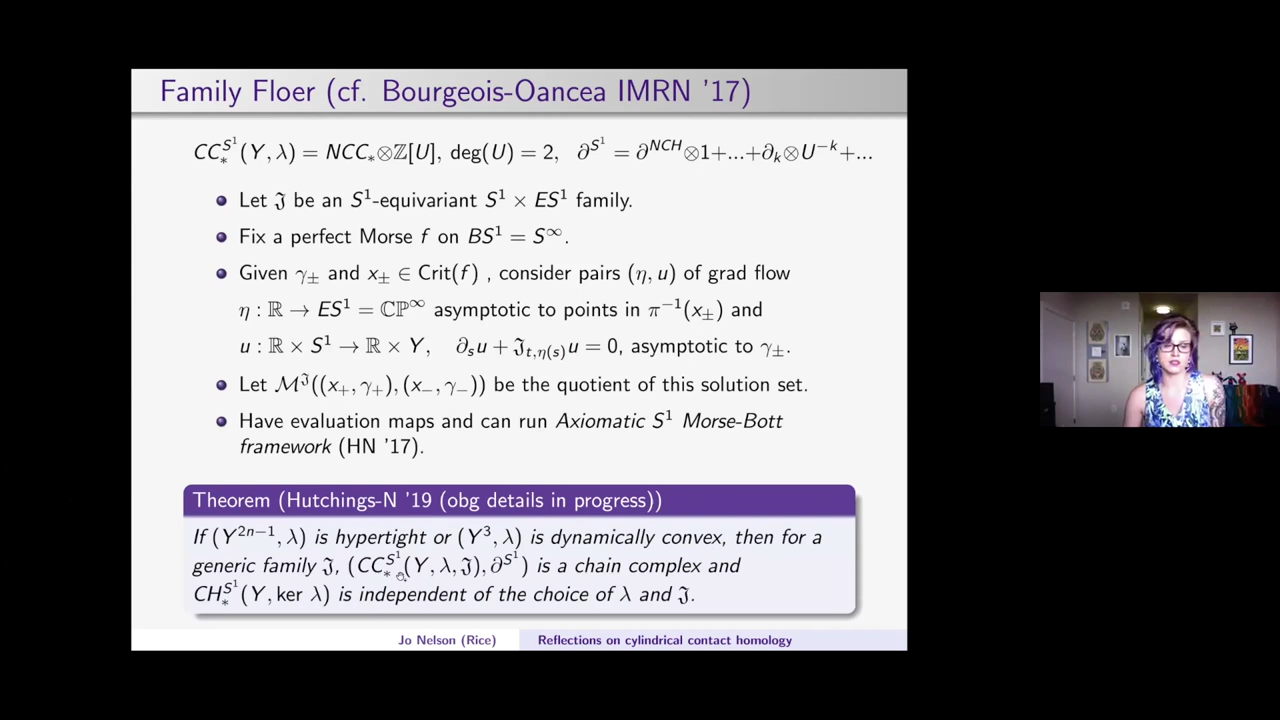 Family Floer (cf. Bourgeois-Oancea IMRN '17)
CC_*^{S^1}(Y, λ) = NCC_*⊗ℤ[U], deg(U) = 2, ∂^{S^1} = ∂^{NCH}⊗1+...+∂_k⊗U^{-k}+...
Let 𝔍 be an S^1-equivariant S^1 × ES^1 family.
Fix a perfect Morse f on BS^1 = S^∞.
Given γ_± and x_± ∈ Crit(f) , consider pairs (η, u) of grad flow
η : ℝ → ES^1 = ℂℙ^∞ asymptotic to points in π^{-1}(x_±) and
u : ℝ × S^1 → ℝ × Y, ∂_s u + 𝔍_{t,η(s)} u = 0, asymptotic to γ_±.
Let ℳ^𝔍((x_+, γ_+), (x_-, γ_-)) be the quotient of this solution set.
Have evaluation maps and can run Axiomatic S^1 Morse-Bott
framework (HN '17).
Theorem (Hutchings-N '19 (obg details in progress))
If (Y^{2n-1}, λ) is hypertight or (Y^3, λ) is dynamically convex, then for a
generic family 𝔍, (CC_*^{S^1}(Y, λ, 𝔍), ∂^{S^1}) is a chain complex and
CH_*^{S^1}(Y, ker λ) is independent of the choice of λ and 𝔍.
Jo Nelson (Rice) Reflections on cylindrical contact homology